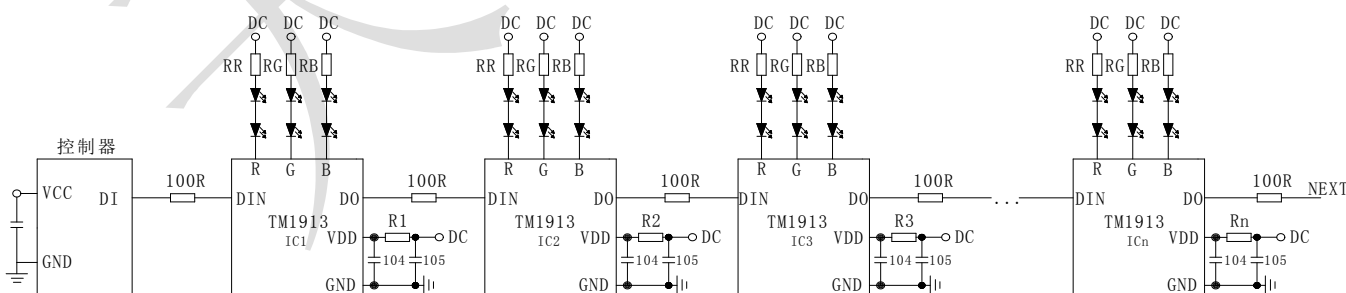 DC DC DC DC DC DC DC DC DC DC DC DC
RR RG RB RR RG RB RR RG RB RR RG RB
控制器
R G B R G B R G B R G B
VCC DI 100R DIN DO 100R DIN DO 100R DIN DO 100R ... DIN DO 100R NEXT
TM1913 TM1913 TM1913 TM1913
IC1 IC2 IC3 ICn
VDD R1 DC VDD R2 DC VDD R3 DC VDD Rn DC
GND 104 105 104 105 104 105 104 105
GND GND GND GND